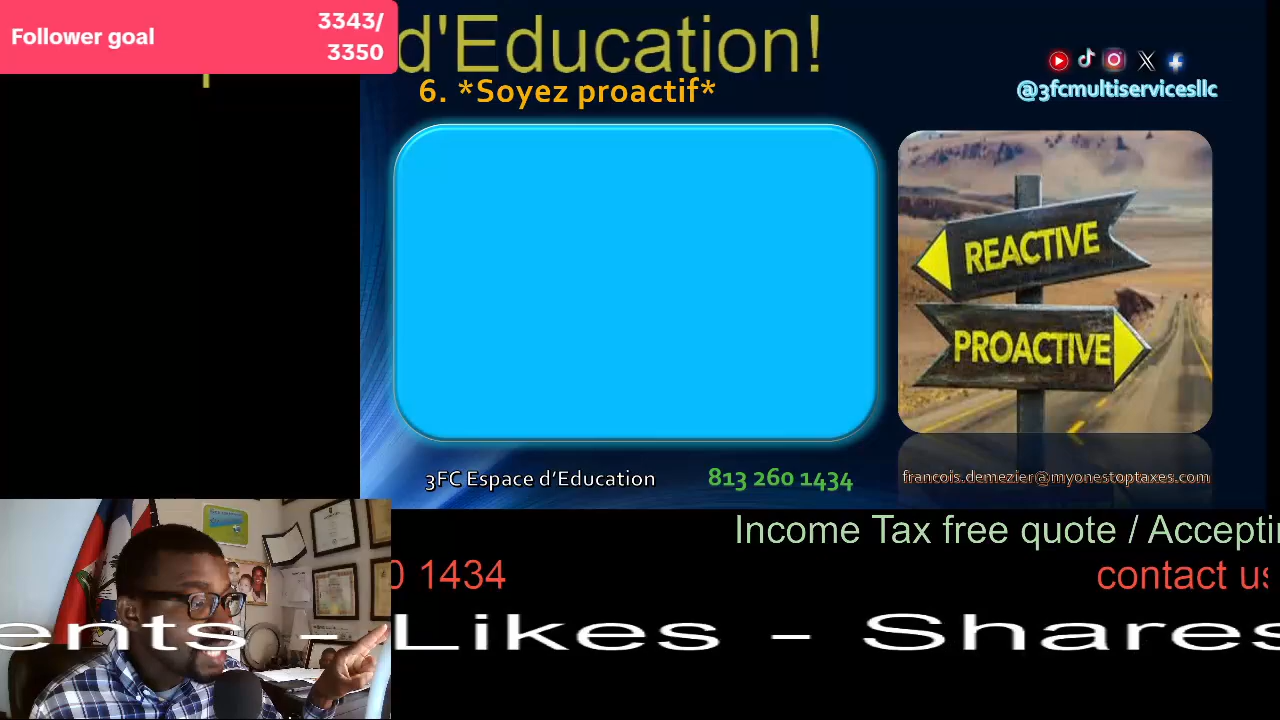 Follower goal
3343/
3350
d'Education!
6. *Soyez proactif*
@3fcmultiservicesllc
REACTIVE
PROACTIVE
3FC Espace d'Education
813 260 1434
francois.demezier@myonestoptaxes.com
Income Tax free quote / Accepti
0 1434
contact us
ents - Likes - Shares